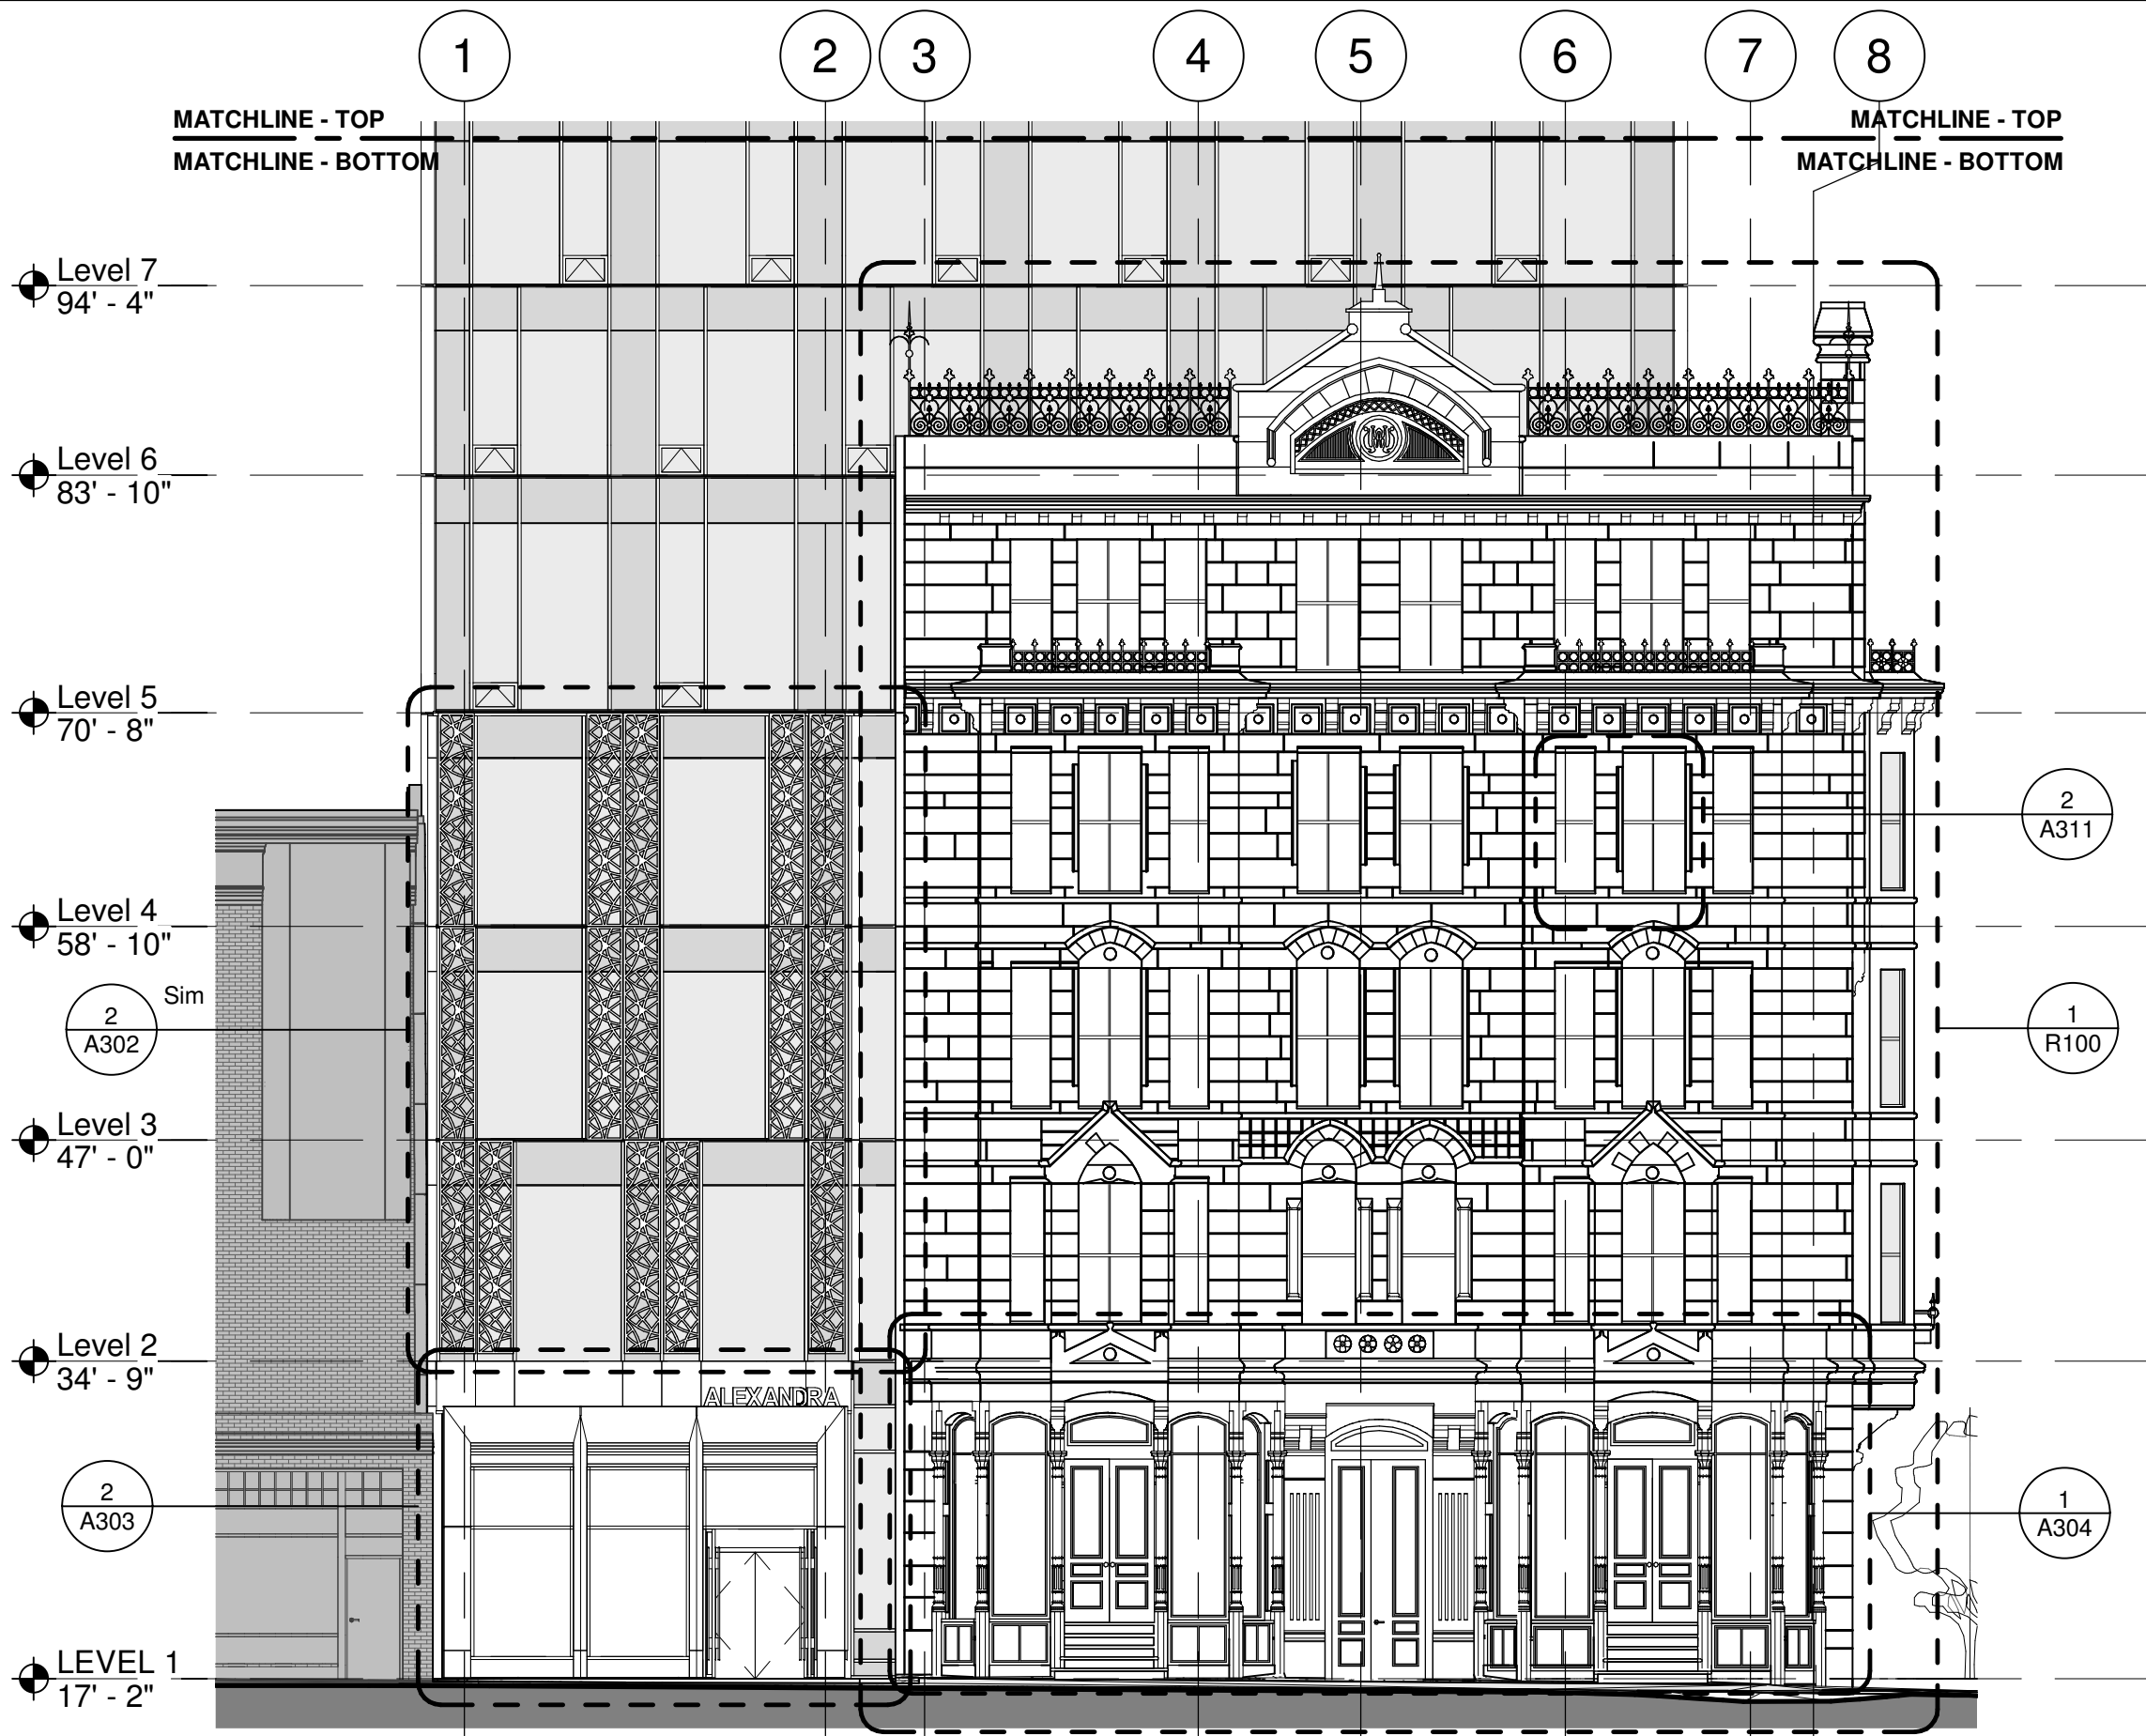 1 2 3 4 5 6 7 8
MATCHLINE - TOP
MATCHLINE - TOP
MATCHLINE - BOTTOM
MATCHLINE - BOTTOM
Level 7
94' - 4"
Level 6
83' - 10"
Level 5
70' - 8"
2
A311
Level 4
58' - 10"
Sim
2
A302
1
R100
Level 3
47' - 0"
Level 2
34' - 9"
ALEXANDRA
2
A303
1
A304
LEVEL 1
17' - 2"